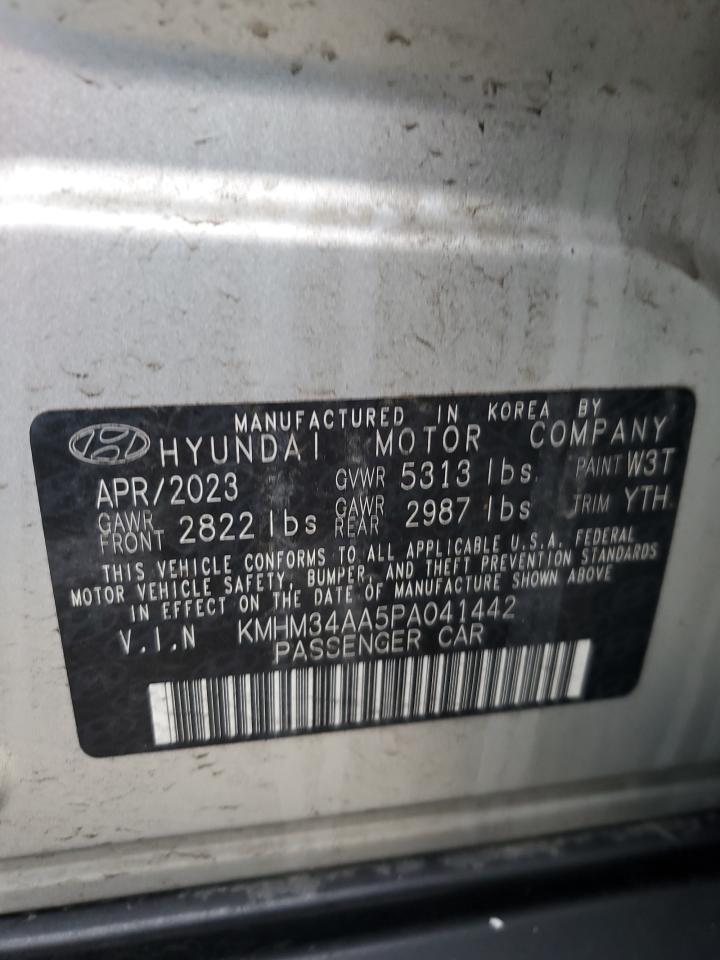 MANUFACTURED IN KOREA BY
HYUNDAI MOTOR COMPANY
APR/2023 GVWR 5313 lbs. PAINT W3T
GAWR FRONT 2822 lbs GAWR REAR 2987 lbs TRIM YTH
THIS VEHICLE CONFORMS TO ALL APPLICABLE U.S.A. FEDERAL
MOTOR VEHICLE SAFETY, BUMPER, AND THEFT PREVENTION STANDARDS
IN EFFECT ON THE DATE OF MANUFACTURE SHOWN ABOVE
V.I.N KMHM34AA5PA041442
PASSENGER CAR